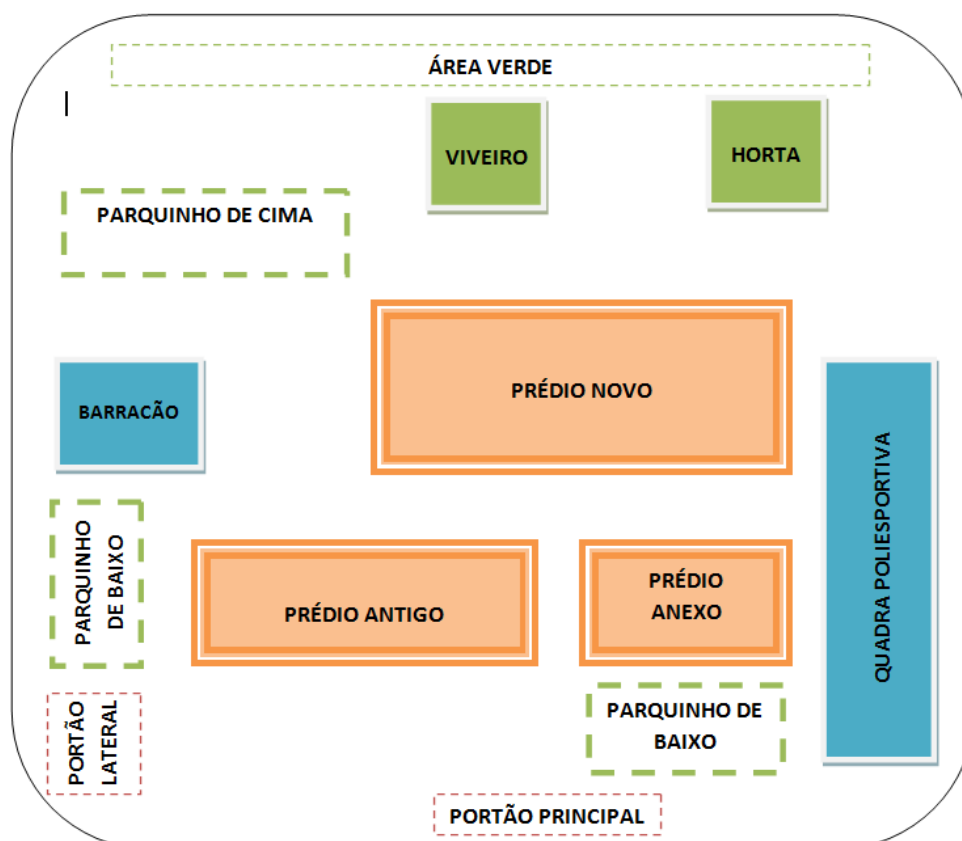 ÁREA VERDE
VIVEIRO
HORTA
PARQUINHO DE CIMA
PRÉDIO NOVO
BARRACÃO
QUADRA POLIESPORTIVA
PARQUINHO
DE BAIXO
PRÉDIO ANTIGO
PRÉDIO
ANEXO
PORTÃO
LATERAL
PARQUINHO DE
BAIXO
PORTÃO PRINCIPAL